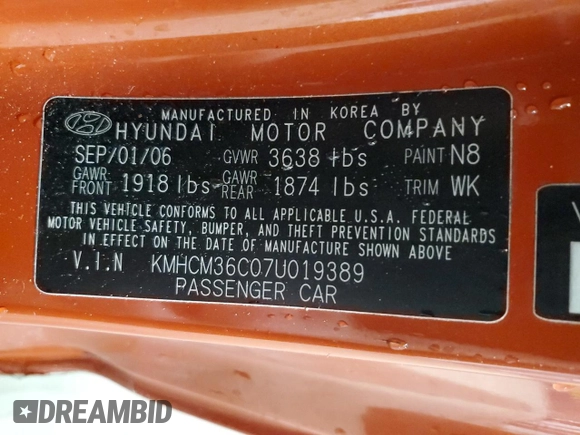 MANUFACTURED IN KOREA BY
HYUNDAI MOTOR COMPANY
SEP/01/06 GVWR 3638 lbs PAINT N8
GAWR FRONT 1918 lbs GAWR REAR 1874 lbs TRIM WK
THIS VEHICLE CONFORMS TO ALL APPLICABLE U.S.A. FEDERAL
MOTOR VEHICLE SAFETY, BUMPER, AND THEFT PREVENTION STANDARDS
IN EFFECT ON THE DATE OF MANUFACTURE SHOWN ABOVE.
V.I.N KMHCM36C07U019389
PASSENGER CAR
DREAMBID